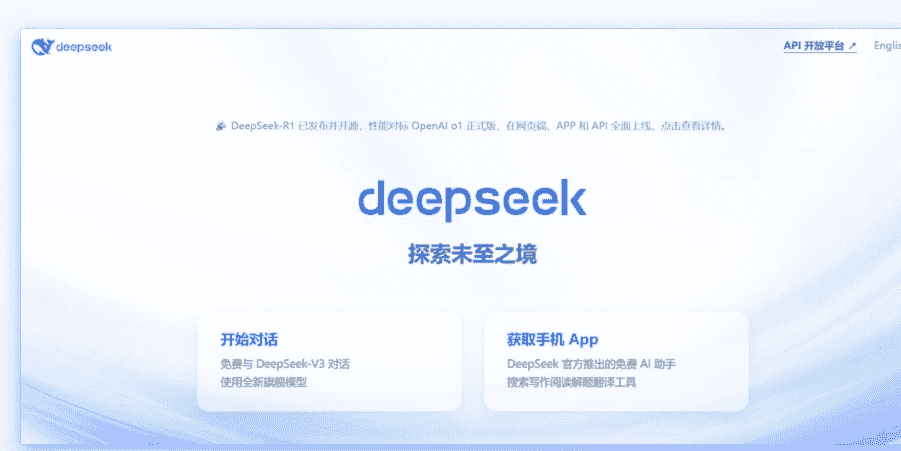 deepseek
API 开放平台 ↗ Englis
DeepSeek-R1 已发布并开源，性能对标 OpenAI o1 正式版，在网页端、APP 和 API 全面上线，点击查看详情。
deepseek
探索未至之境
开始对话
免费与 DeepSeek-V3 对话
使用全新旗舰模型
获取手机 App
DeepSeek 官方推出的免费 AI 助手
搜索写作阅读解题翻译工具